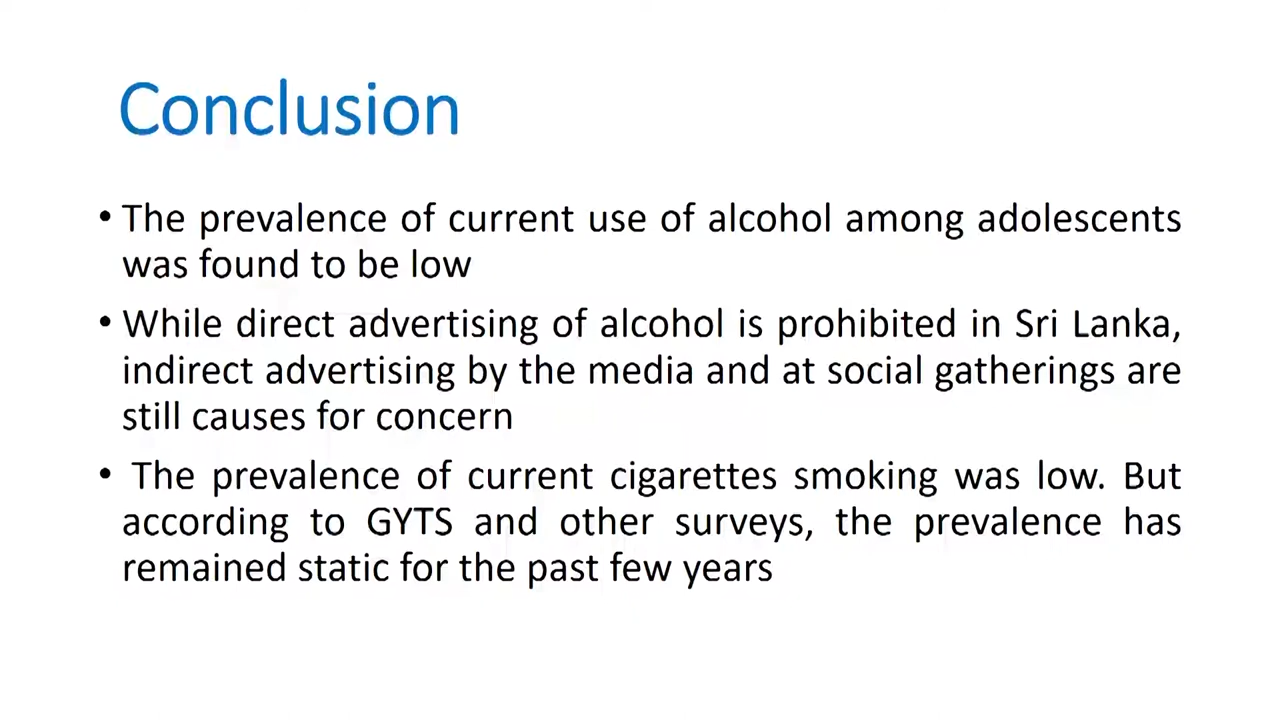 Conclusion
• The prevalence of current use of alcohol among adolescents
was found to be low
• While direct advertising of alcohol is prohibited in Sri Lanka,
indirect advertising by the media and at social gatherings are
still causes for concern
• The prevalence of current cigarettes smoking was low. But
according to GYTS and other surveys, the prevalence has
remained static for the past few years